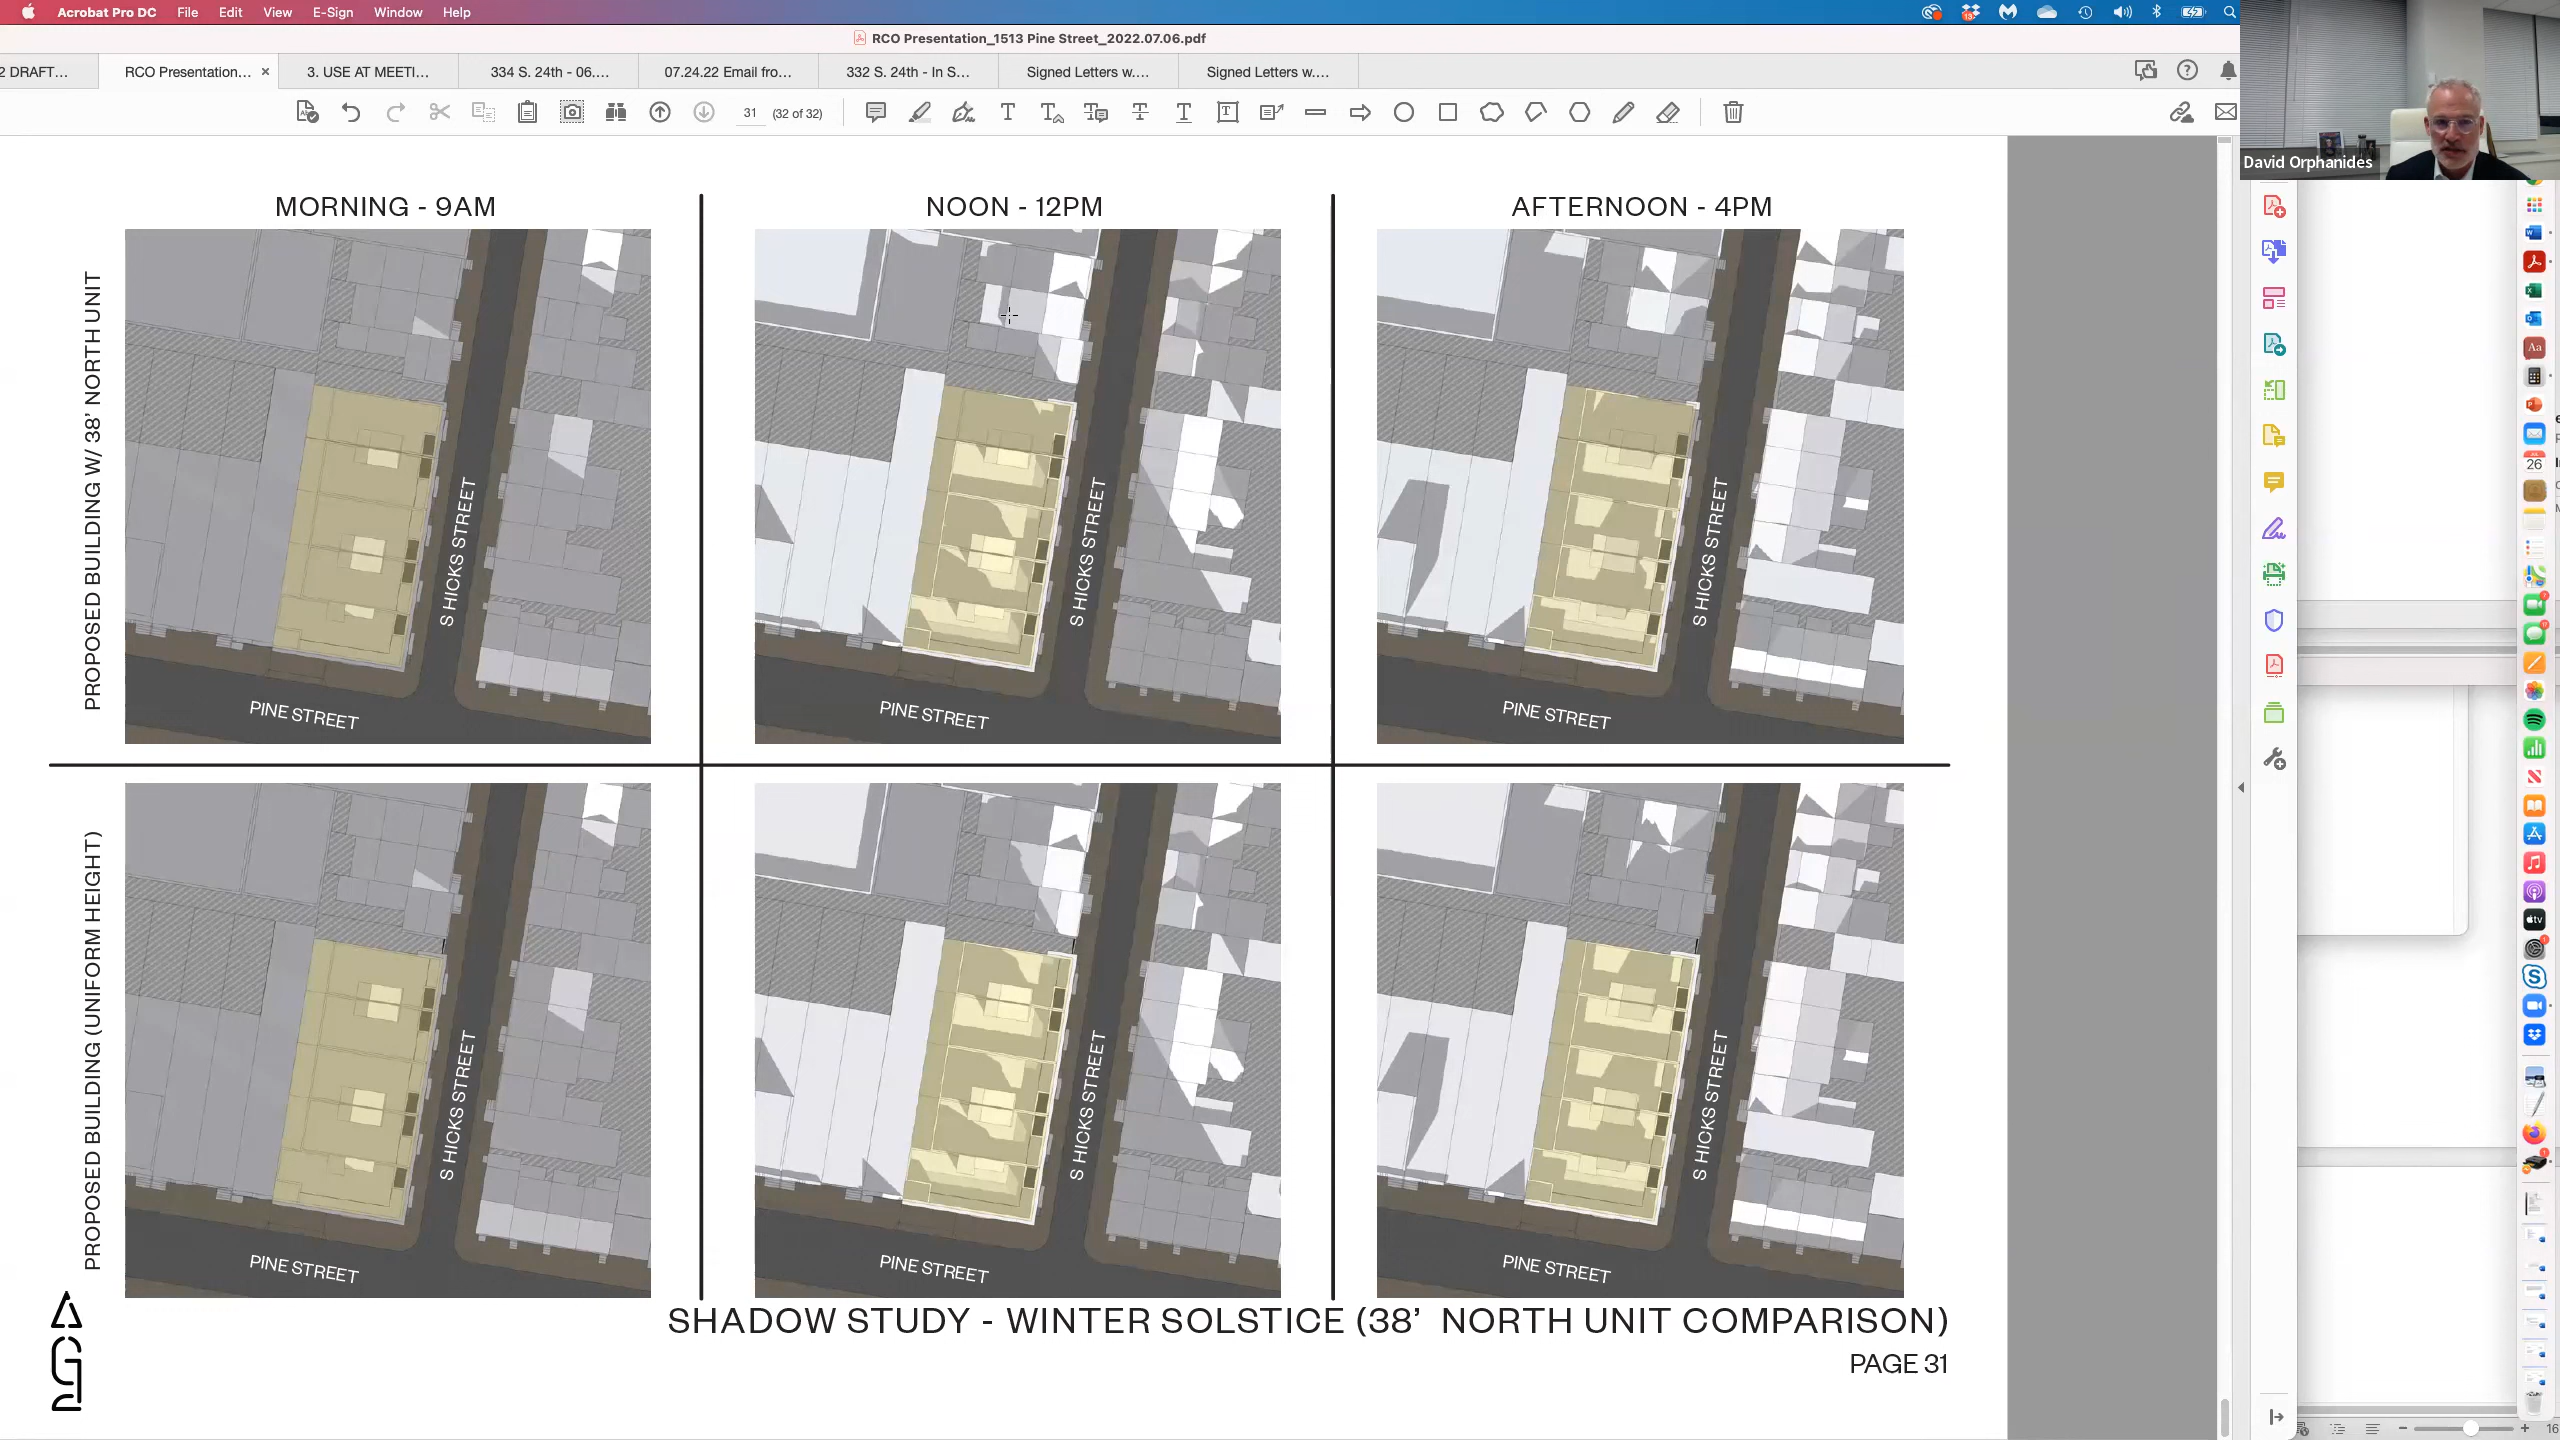 Acrobat Pro DC File Edit View E-Sign Window Help
RCO Presentation_1513 Pine Street_2022.07.06.pdf
2 DRAFT... RCO Presentation... × 3. USE AT MEETI... 334 S. 24th - 06.... 07.24.22 Email fro... 332 S. 24th - In S... Signed Letters w.... Signed Letters w....
31 (32 of 32)
David Orphanides
MORNING - 9AM
NOON - 12PM
AFTERNOON - 4PM
PROPOSED BUILDING W/ 38' NORTH UNIT
S HICKS STREET
PINE STREET
S HICKS STREET
PINE STREET
S HICKS STREET
PINE STREET
PROPOSED BUILDING (UNIFORM HEIGHT)
S HICKS STREET
PINE STREET
S HICKS STREET
PINE STREET
S HICKS STREET
PINE STREET
SHADOW STUDY - WINTER SOLSTICE (38' NORTH UNIT COMPARISON)
PAGE 31
26
Aa
tv
16